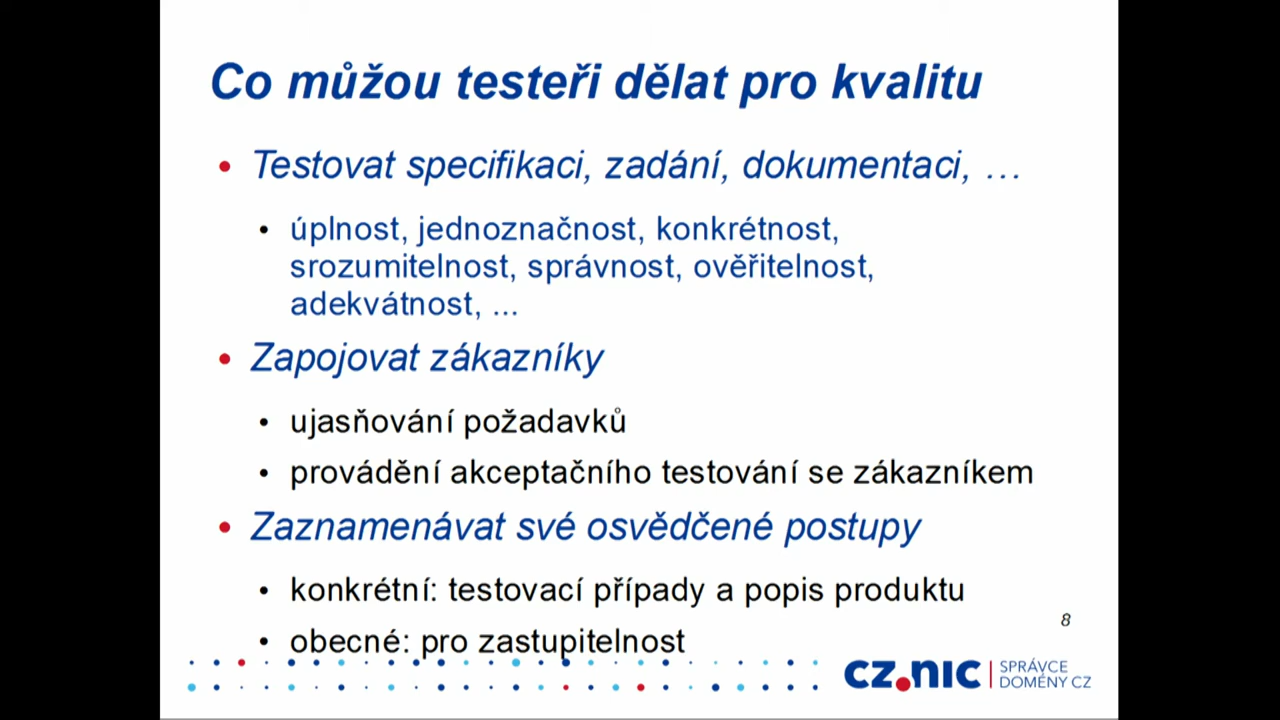 Co můžou testeři dělat pro kvalitu
• Testovat specifikaci, zadání, dokumentaci, …
• úplnost, jednoznačnost, konkrétnost,
srozumitelnost, správnost, ověřitelnost,
adekvátnost, ...
• Zapojovat zákazníky
• ujasňování požadavků
• provádění akceptačního testování se zákazníkem
• Zaznamenávat své osvědčené postupy
• konkrétní: testovací případy a popis produktu
• obecné: pro zastupitelnost
8
CZ.NIC
SPRÁVCE
DOMÉNY CZ